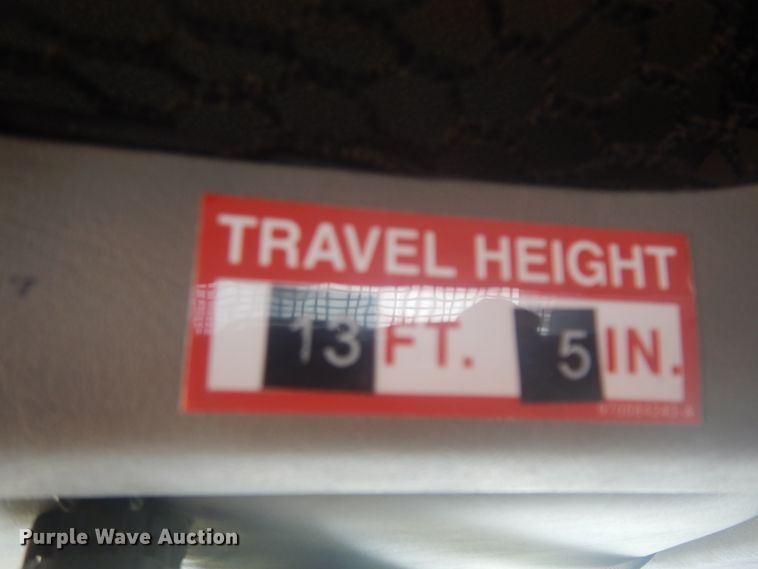 TRAVEL HEIGHT
13 FT. 5 IN.
Purple Wave Auction